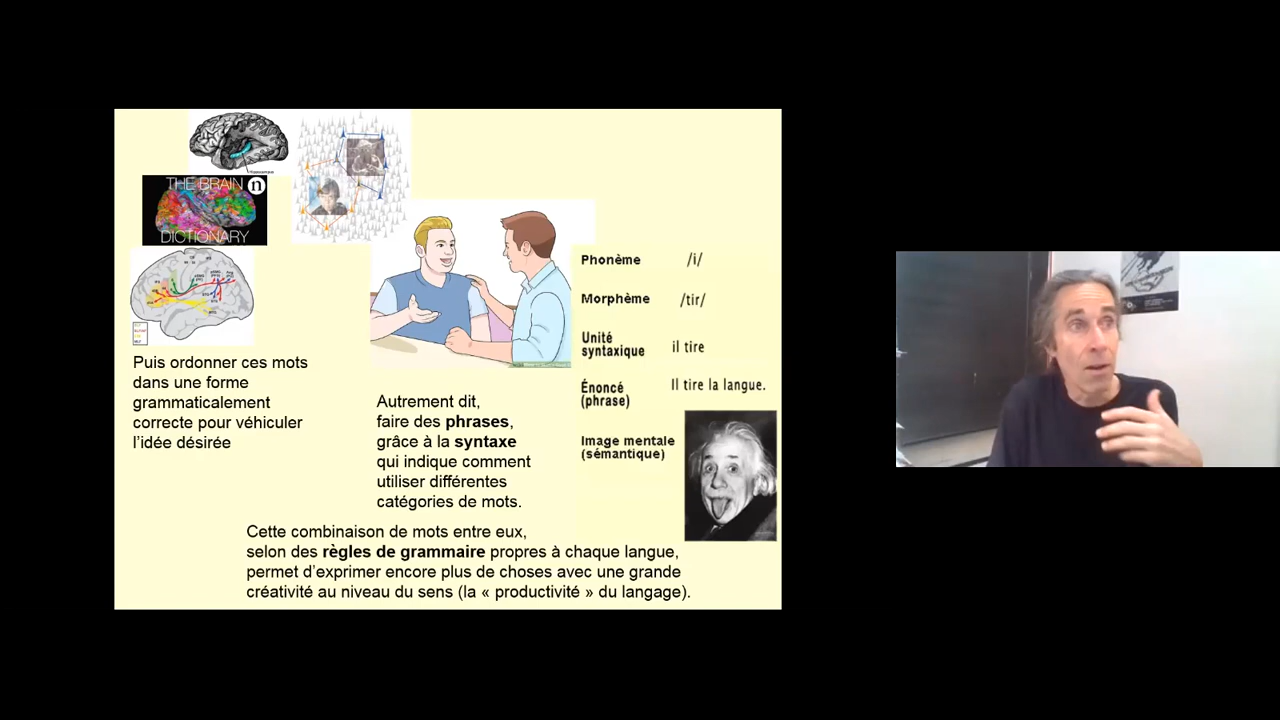 THE BRAIN n
DICTIONARY
Puis ordonner ces mots
dans une forme
grammaticalement
correcte pour véhiculer
l'idée désirée
Autrement dit,
faire des phrases,
grâce à la syntaxe
qui indique comment
utiliser différentes
catégories de mots.
Phonème /i/
Morphème /tir/
Unité
syntaxique il tire
Énoncé
(phrase) Il tire la langue.
Image mentale
(sémantique)
Cette combinaison de mots entre eux,
selon des règles de grammaire propres à chaque langue,
permet d'exprimer encore plus de choses avec une grande
créativité au niveau du sens (la « productivité » du langage).